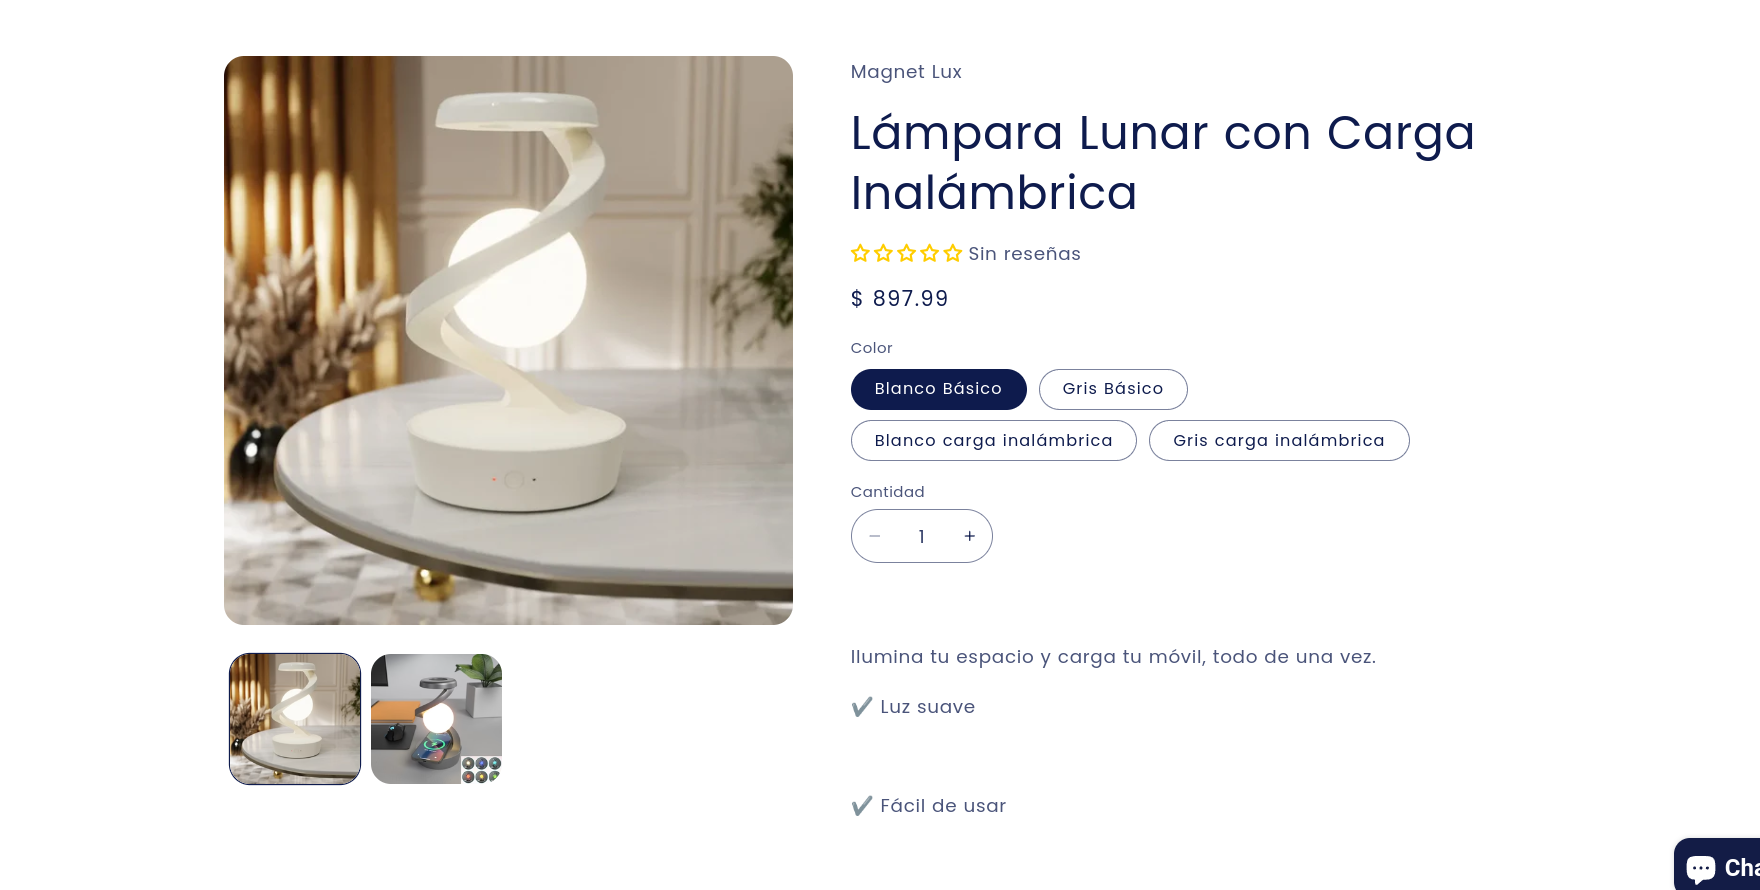 Magnet Lux
Lámpara Lunar con Carga
Inalámbrica
Sin reseñas
$ 897.99
Color
Blanco Básico
Gris Básico
Blanco carga inalámbrica
Gris carga inalámbrica
Cantidad
− 1 +
Ilumina tu espacio y carga tu móvil, todo de una vez.
✔ Luz suave
✔ Fácil de usar